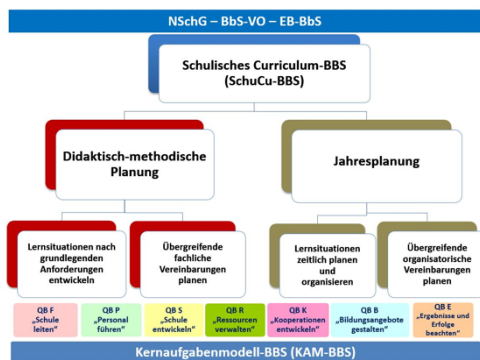 NSchG – BbS-VO – EB-BbS
Schulisches Curriculum-BBS
(SchuCu-BBS)
Didaktisch-methodische
Planung
Jahresplanung
Lernsituationen nach
grundlegenden
Anforderungen
entwickeln
Übergreifende
fachliche
Vereinbarungen
planen
Lernsituationen
zeitlich planen
und
organisieren
Übergreifende
organisatorische
Vereinbarungen
planen
QB F
„Schule
leiten“
QB P
„Personal
führen“
QB S
„Schule
entwickeln“
QB R
„Ressourcen
verwalten“
QB K
„Kooperationen
entwickeln“
QB B
„Bildungsangebote
gestalten“
QB E
„Ergebnisse und
Erfolge
beachten“
Kernaufgabenmodell-BBS (KAM-BBS)